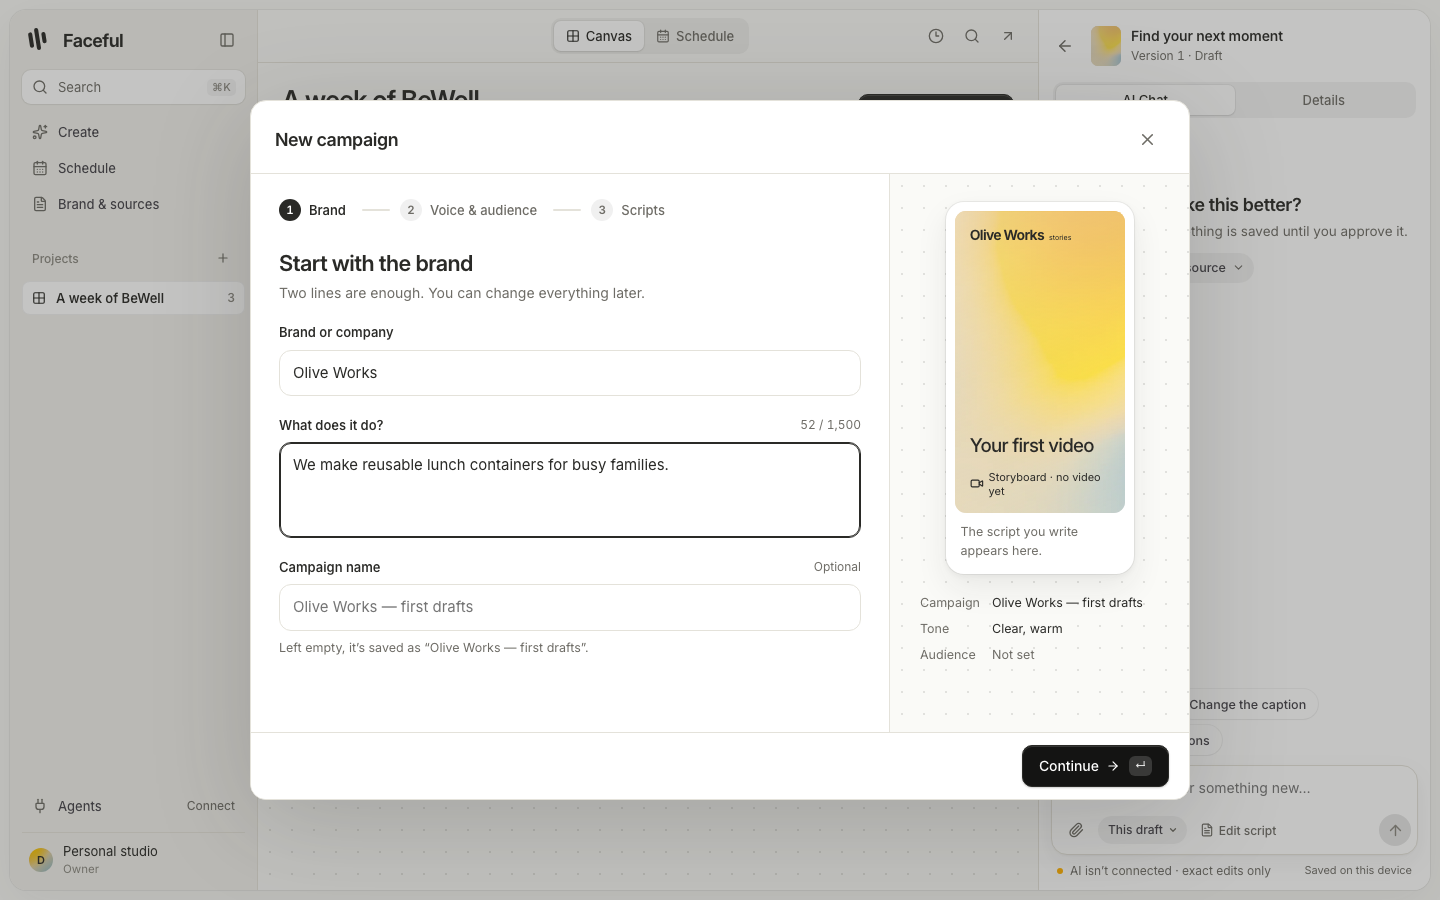 Faceful
Search
⌘K
Create
Schedule
Brand & sources
Projects
A week of BeWell
3
Agents
Connect
D
Personal studio
Owner
Canvas
Schedule
A week of BeWell
Find your next moment
Version 1 · Draft
AI Chat
Details
ke this better?
thing is saved until you approve it.
ource
Change the caption
ons
r something new...
This draft
Edit script
AI isn't connected · exact edits only
Saved on this device
New campaign
1
Brand
2
Voice & audience
3
Scripts
Start with the brand
Two lines are enough. You can change everything later.
Brand or company
Olive Works
What does it do?
52 / 1,500
We make reusable lunch containers for busy families.
Campaign name
Optional
Olive Works — first drafts
Left empty, it's saved as “Olive Works — first drafts”.
Olive Works stories
Your first video
Storyboard · no video
yet
The script you write
appears here.
Campaign
Olive Works — first drafts
Tone
Clear, warm
Audience
Not set
Continue